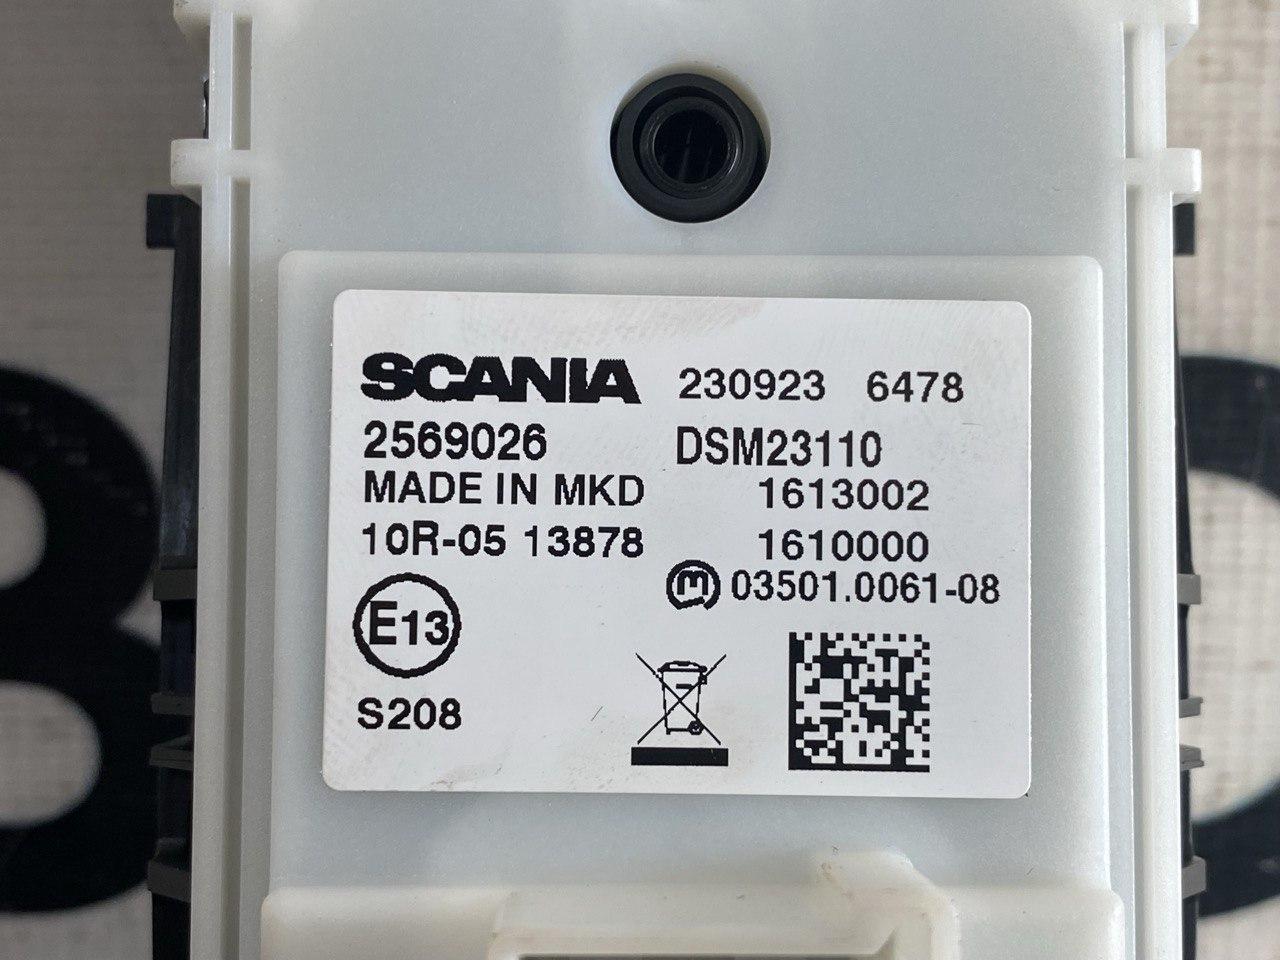 SCANIA 230923 6478
2569026 DSM23110
MADE IN MKD 1613002
10R-05 13878 1610000
m 03501.0061-08
E13
S208